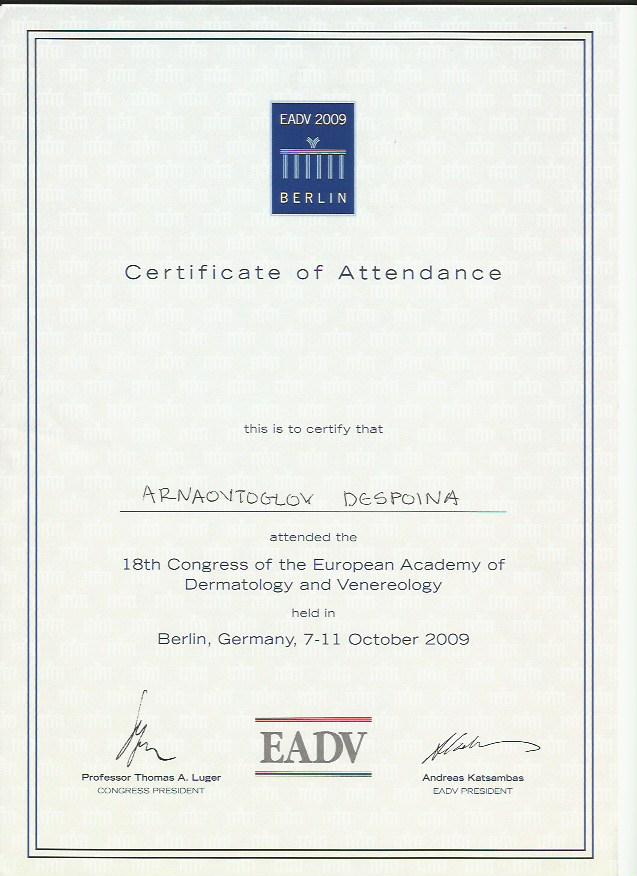 EADV 2009
BERLIN
Certificate of Attendance
this is to certify that
ARNAOVTOGLOV DESPOINA
attended the
18th Congress of the European Academy of
Dermatology and Venereology
held in
Berlin, Germany, 7-11 October 2009
EADV
Professor Thomas A. Luger
CONGRESS PRESIDENT
Andreas Katsambas
EADV PRESIDENT